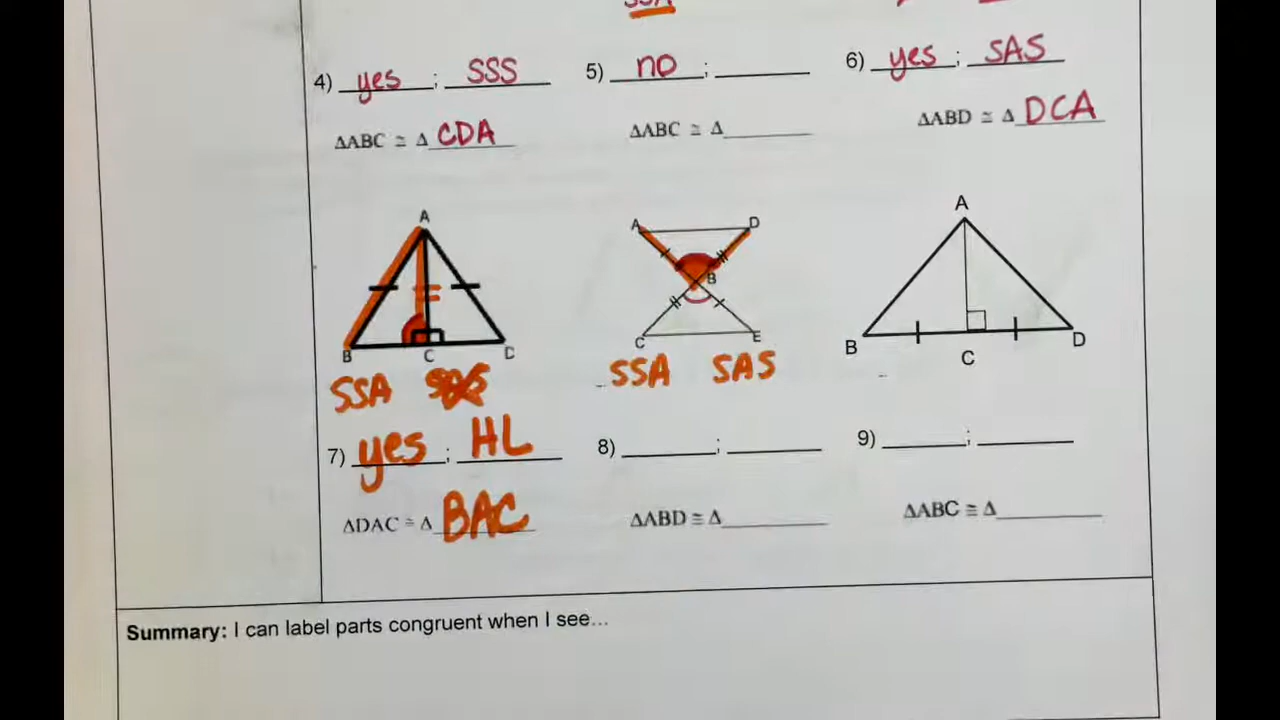 SSA
4) yes ; SSS
5) no ;
6) yes ; SAS
ΔABC ≅ Δ CDA
ΔABC ≅ Δ
ΔABD ≅ Δ DCA
A
B
C
D
A
D
B
C
E
A
B
C
D
SSA
SSA SAS
7) yes ; HL
8) ;
9) ;
ΔDAC ≅ Δ BAC
ΔABD ≅ Δ
ΔABC ≅ Δ
Summary: I can label parts congruent when I see...